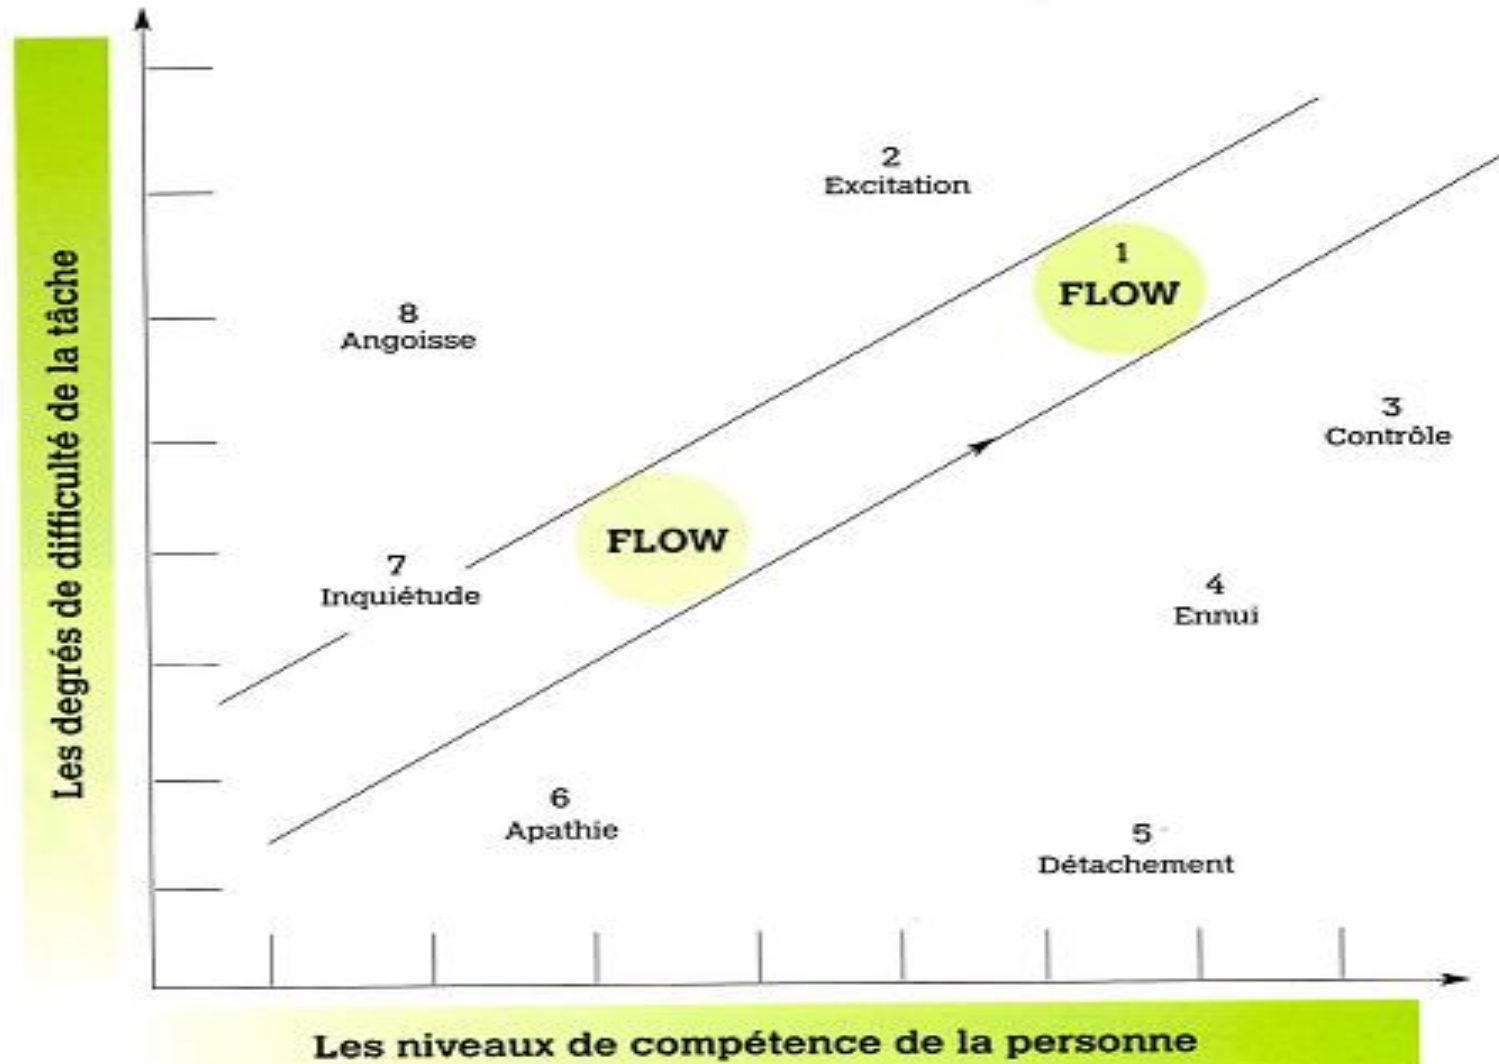 Les degrés de difficulté de la tâche
2
Excitation
1
FLOW
8
Angoisse
3
Contrôle
FLOW
7
Inquiétude
4
Ennui
6
Apathie
5
Détachement
Les niveaux de compétence de la personne